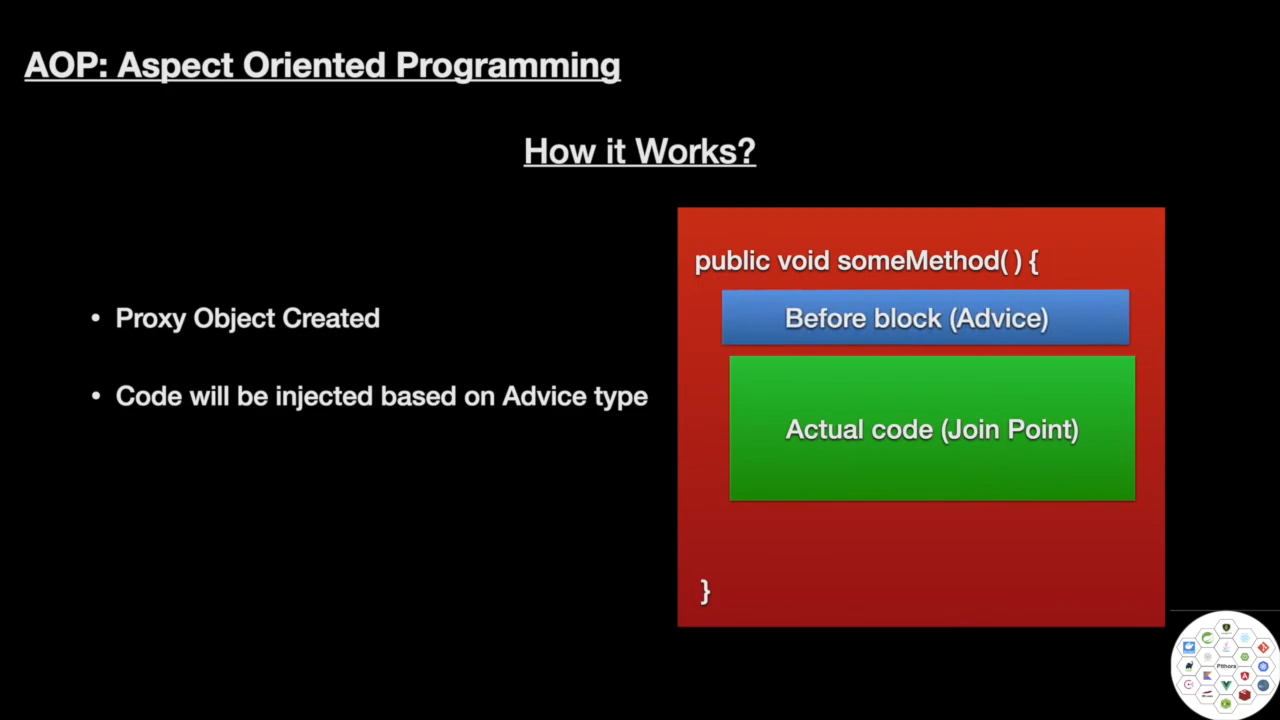 AOP: Aspect Oriented Programming
How it Works?
• Proxy Object Created
• Code will be injected based on Advice type
public void someMethod( ) {
Before block (Advice)
Actual code (Join Point)
}
Pithora